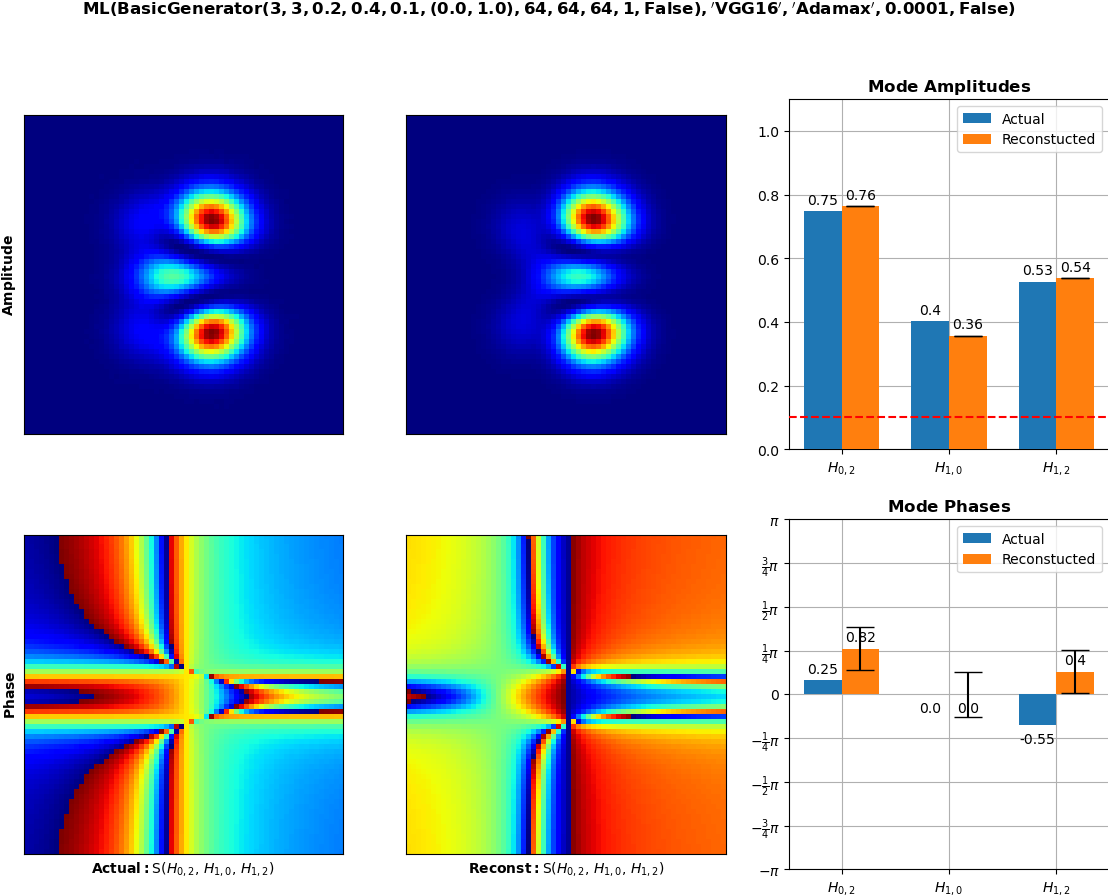 ML(BasicGenerator(3, 3, 0.2, 0.4, 0.1, (0.0, 1.0), 64, 64, 64, 1, False), ′VGG16′, ′Adamax′, 0.0001, False)
Amplitude
Mode Amplitudes
Actual
Reconstucted
1.0
0.8
0.6
0.4
0.2
0.0
0.75
0.76
0.4
0.36
0.53
0.54
H0, 2
H1, 0
H1, 2
Phase
Actual: S(H0, 2, H1, 0, H1, 2)
Reconst: S(H0, 2, H1, 0, H1, 2)
Mode Phases
Actual
Reconstucted
π
3/4π
1/2π
1/4π
0
−1/4π
−1/2π
−3/4π
−π
0.25
0.82
0.0
0.0
-0.55
0.4
H0, 2
H1, 0
H1, 2